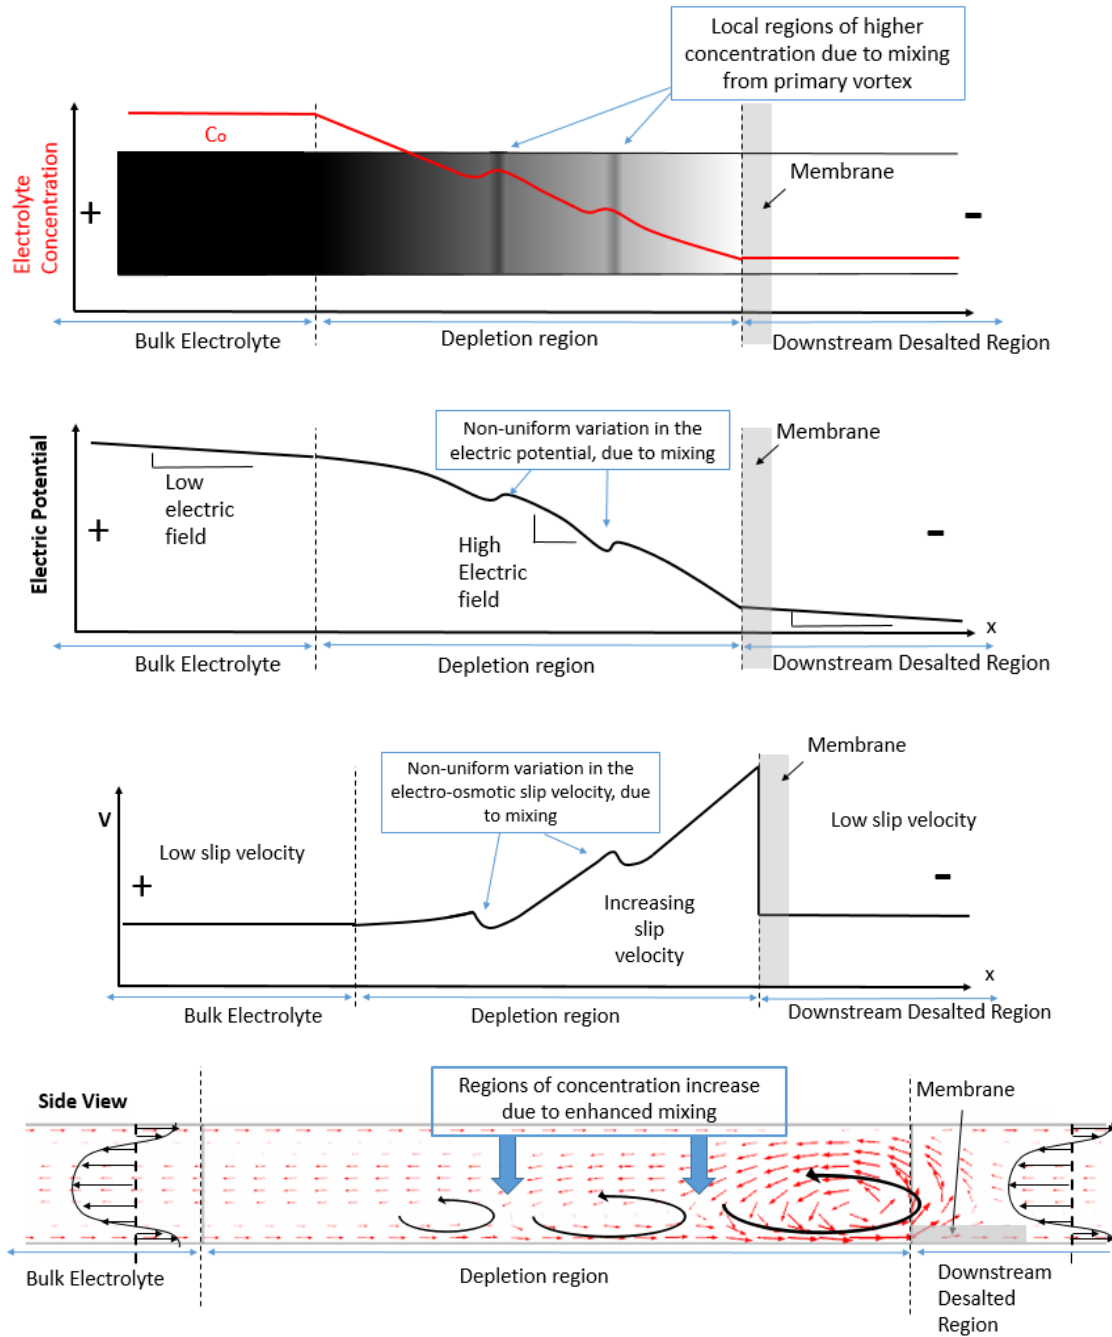 Local regions of higher
concentration due to mixing
from primary vortex
Electrolyte
Concentration
Co
+
Membrane
-
Bulk Electrolyte
Depletion region
Downstream Desalted Region
Electric Potential
Non-uniform variation in the
electric potential, due to mixing
Membrane
Low
electric
field
+
High
Electric
field
-
x
Bulk Electrolyte
Depletion region
Downstream Desalted Region
Non-uniform variation in the
electro-osmotic slip velocity, due
to mixing
Membrane
V
Low slip velocity
Low slip velocity
+
-
Increasing
slip
velocity
x
Bulk Electrolyte
Depletion region
Downstream Desalted Region
Side View
Regions of concentration increase
due to enhanced mixing
Membrane
Bulk Electrolyte
Depletion region
Downstream
Desalted
Region